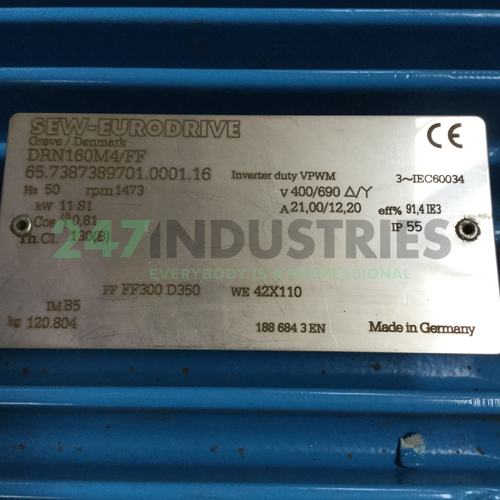 SEW-EURODRIVE
Greve / Denmark
DRN160M4/FF
65.7387389701.0001.16 Inverter duty VPWM 3~IEC60034
Hz 50 rpm 1473 V 400/690 Δ/Y
kW 11 S1 A 21,00/12,20 eff% 91,4 IE3
Cos φ 0,81 IP 55
Th.Cl. 130(B)
247 INDUSTRIES
EVERYBODY IS A PROFESSIONAL
FF FF300 D350 WE 42X110
IM B5
kg 120.804 188 684 3 EN Made in Germany
CE